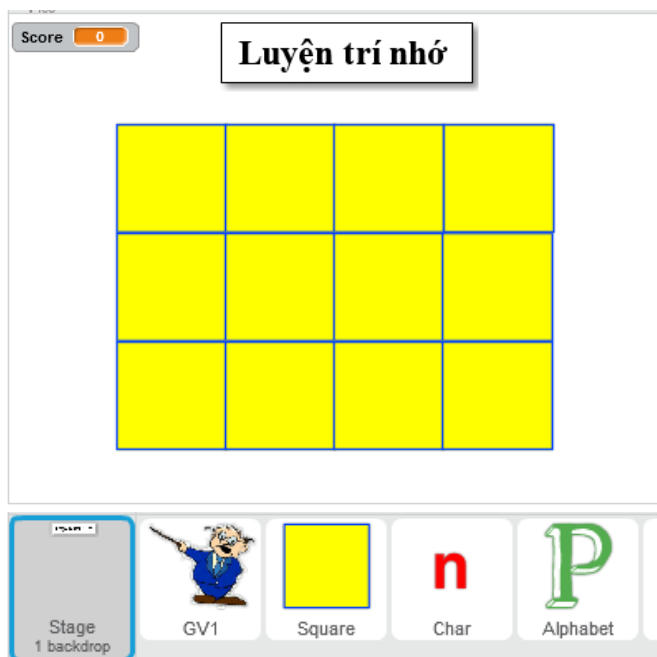 Score 0
Luyện trí nhớ
n
P
Stage
1 backdrop
GV1
Square
Char
Alphabet